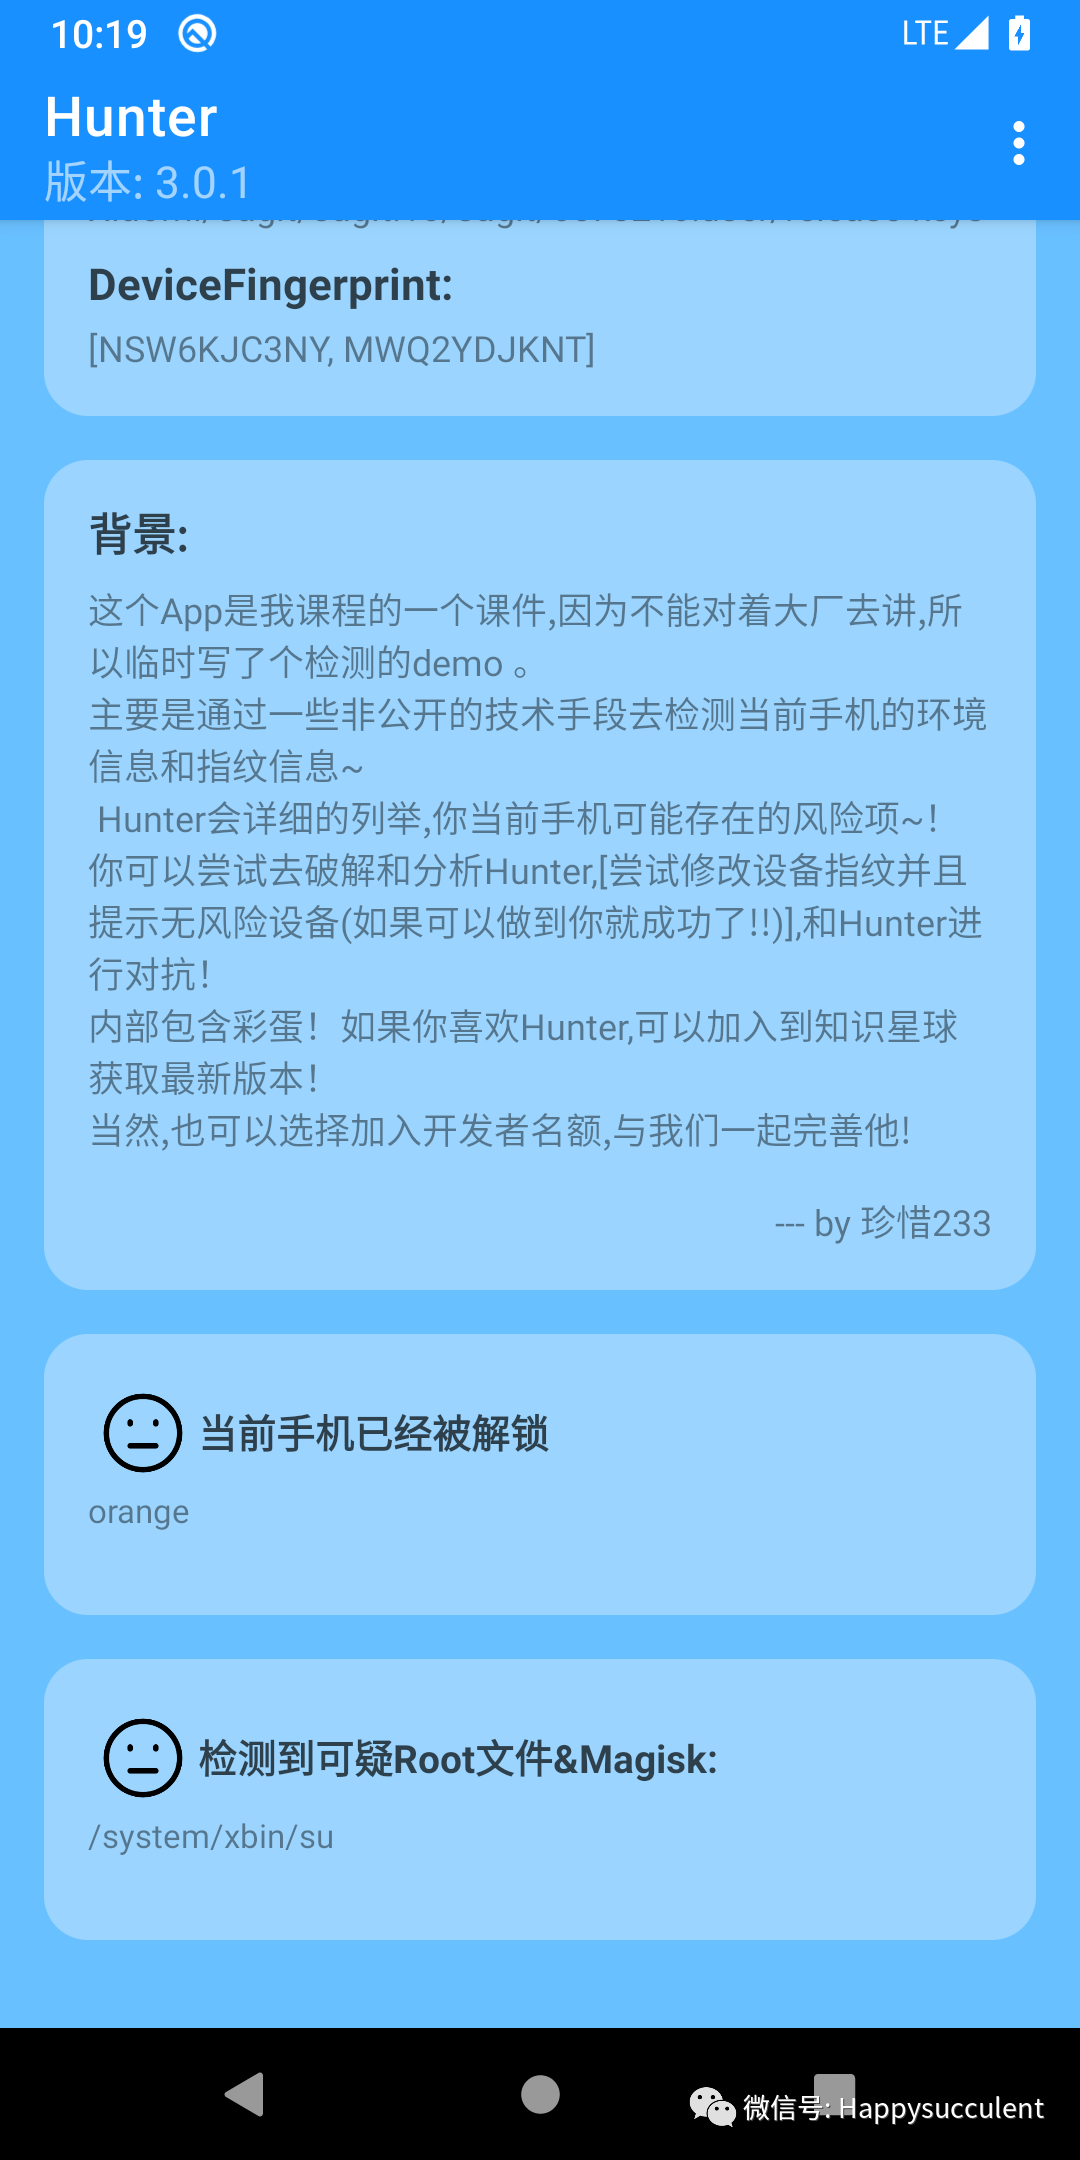 10:19
LTE
Hunter
版本: 3.0.1
DeviceFingerprint:
[NSW6KJC3NY, MWQ2YDJKNT]
背景:
这个App是我课程的一个课件,因为不能对着大厂去讲,所
以临时写了个检测的demo 。
主要是通过一些非公开的技术手段去检测当前手机的环境
信息和指纹信息~
Hunter会详细的列举,你当前手机可能存在的风险项~！
你可以尝试去破解和分析Hunter,[尝试修改设备指纹并且
提示无风险设备(如果可以做到你就成功了!!)],和Hunter进
行对抗！
内部包含彩蛋！如果你喜欢Hunter,可以加入到知识星球
获取最新版本！
当然,也可以选择加入开发者名额,与我们一起完善他!
--- by 珍惜233
当前手机已经被解锁
orange
检测到可疑Root文件&Magisk:
/system/xbin/su
微信号: Happysucculent